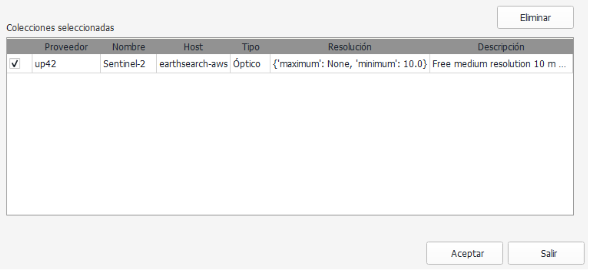 Eliminar
Colecciones seleccionadas
Proveedor Nombre Host Tipo Resolución Descripción
up42 Sentinel-2 earthsearch-aws Óptico {'maximum': None, 'minimum': 10.0} Free medium resolution 10 m ...
Aceptar Salir